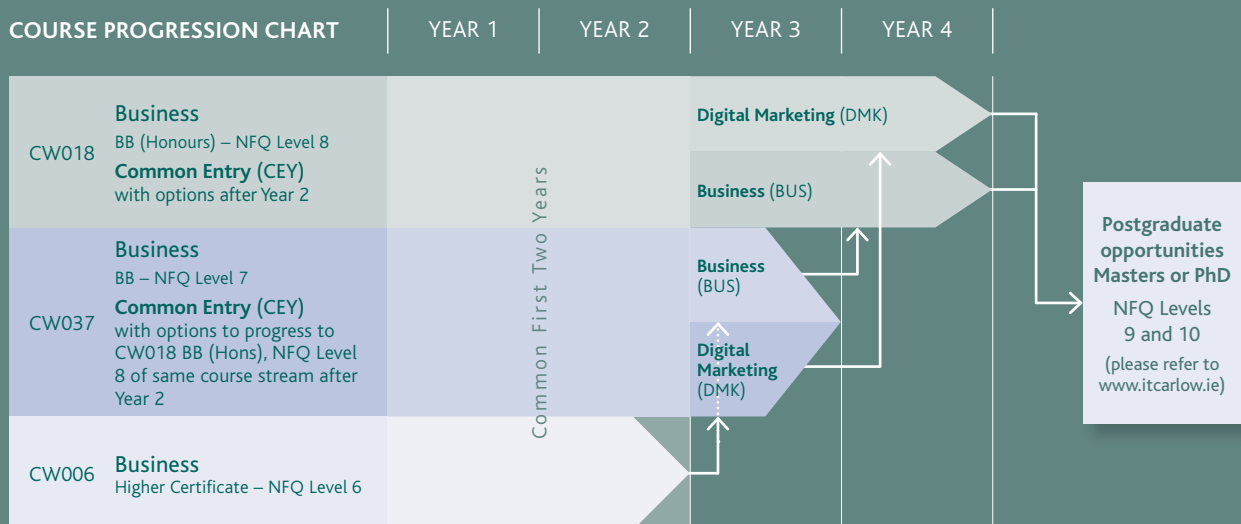 COURSE PROGRESSION CHART
YEAR 1
YEAR 2
YEAR 3
YEAR 4
CW018
Business
BB (Honours) – NFQ Level 8
Common Entry (CEY)
with options after Year 2
Digital Marketing (DMK)
Business (BUS)
CW037
Business
BB – NFQ Level 7
Common Entry (CEY)
with options to progress to
CW018 BB (Hons), NFQ Level
8 of same course stream after
Year 2
Business
(BUS)
Digital
Marketing
(DMK)
CW006
Business
Higher Certificate – NFQ Level 6
Common First Two Years
Postgraduate
opportunities
Masters or PhD
NFQ Levels
9 and 10
(please refer to
www.itcarlow.ie)